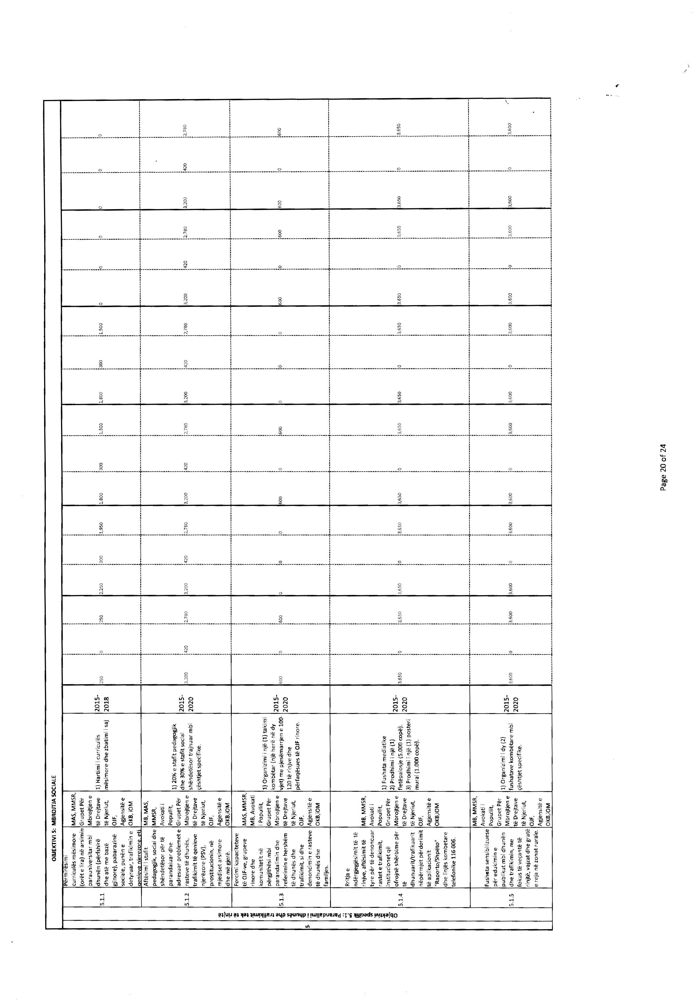 OBJEKTIVI 5: MBROJTJA SOCIALE
5
Objektivi specifik 5.1: Parandalimi i dhunës dhe trafikimit tek të rinjtë
5.1.1
Përmirësimi
curriculës mësimore
(orët e lira) në arsimin
parauniversitar mbi
dhunën (përfshirë
dhe atë me bazë
gjinore), pabarazinë
sociale, punën e
detyruar, trafikimin e
qenieve njerezore, etj
MAS, MMSR,
Grupet Për
Mbrojtjen e
të Drejtave
të Njeriut,
OJF,
Agjensitë e
OKB, iOM
1) Hartimi i curriculës
mësimore dhe zbatimi i saj
2015-
2018
250 0 250 2,250 300 1,950 1,800 300 1,500 1,800 300 1,500 0 0 0 0 0 0
5.1.2
Aftësimi i stafit
pedagogjik, social dhe
shëndetësor për të
parandaluar dhe
adresuar problemet e
rasteve të dhunës,
trafikimit të qenieve
njerëzore (PSV),
prostitucionin, në
mjediset arsimore
dhe më gjerë.
MB, MAS,
MMSR,
Avokati i
Popullit,
Grupet Për
Mbrojtjen e
të Drejtave
të Njeriut,
OJF,
Agjensitë e
OKB,iOM
1) 20% e stafit pedagogjik
dhe 30% e stafit social
shëndetësor trajnuar mbi
çështjet specifike.
2015-
2020
3,200 420 2,780 3,200 420 2,780 3,200 420 2,780 3,200 420 2,780 3,200 420 2,780 3,200 420 2,780
5.1.3
Forcimi kapaciteteve
të OJF-ve, grupeve
rinore dhe
komunitetit në
përgjithësi mbi
parandalimin dhe
referimin e hershëm
të dhunës dhe
trafikimit, si dhe
denoncimin e rasteve
të dhunës dhe
familjes.
MAS, MMSR,
MB, Avokati
i Popullit,
Grupet Për
Mbrojtjen e
të Drejtave
të Njeriut,
OJF,
Agjensitë e
OKB,iOM
1) Organizimi i një (1) takimi
kombëtar (një herë në dy
vjet) me pjesëmarrjen e 100-
120 të rinjve dhe
përfaqësues të OJF rinore.
2015-
2020
600 0 600 0 0 0 600 0 600 0 0 0 600 0 600 600 0 600
5.1.4
Rritja e
ndërgjegjësimit të të
rinjve, aftësimit të
tyre për të denoncuar
rastet e trafikimit,
institucionet që
ofrojnë shërbime për
të
dhunuarit/trafikuarit
nëpërmjet përdorimit
të aplikacionit
"Raporto/Shpëto"
dhe linjës kombetare
telefonike 116 006.
MB, MMSR,
Avokati i
Popullit,
Grupet Për
Mbrojtjen e
të Drejtave
të Njeriut,
OJF,
Agjensitë e
OKB,iOM
1) Fushata mediatike
2) Prodhimi i një (1)
fletëpalosje (5.000 copë).
3) Prodhimi i një (1) posteri
mural (1.000 copë).
2015-
2020
3,650 0 3,650 3,650 0 3,650 3,650 0 3,650 3,650 0 3,650 3,650 0 3,650 3,650 0 3,650
5.1.5
Fushata sensibilizuese
për edukimin e
publikut mbi dhunën
dhe trafikimin, me
fokus të veçantë të
rinjtë, vajzat dhe gratë
e reja në zonat rurale.
MB, MMSR,
Avokati i
Popullit,
Grupet Për
Mbrojtjen e
të Drejtave
të Njeriut,
OJF,
Agjensitë e
OKB,iOM
1) Organizimi i dy (2)
fushatave kombëtare mbi
çështjet specifike.
2015-
2020
3,600 0 3,600 3,600 0 3,600 3,600 0 3,600 3,600 0 3,600 3,600 0 3,600 3,600 0 3,600
Page 20 of 24